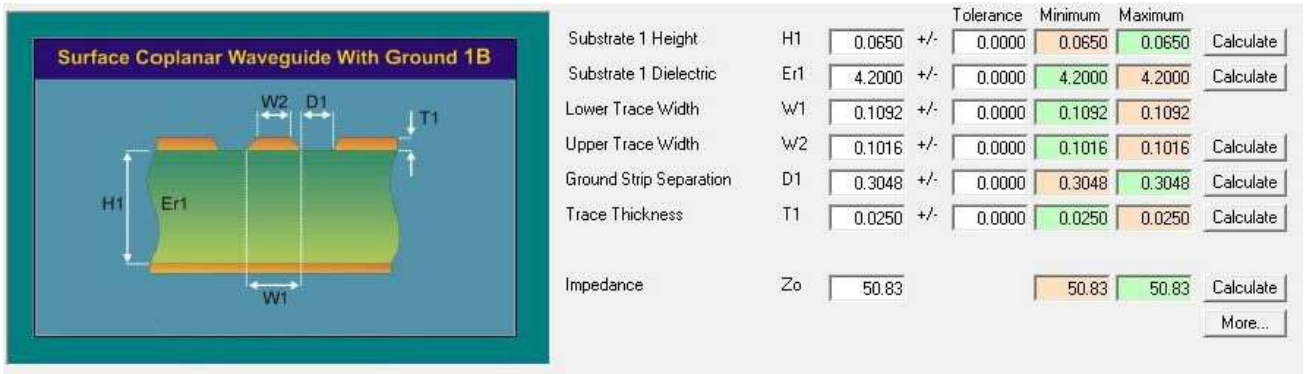 Surface Coplanar Waveguide With Ground 1B
W2 D1
T1
H1 Er1
W1
Tolerance Minimum Maximum
Substrate 1 Height H1 0.0650 +/- 0.0000 0.0650 0.0650 Calculate
Substrate 1 Dielectric Er1 4.2000 +/- 0.0000 4.2000 4.2000 Calculate
Lower Trace Width W1 0.1092 +/- 0.0000 0.1092 0.1092
Upper Trace Width W2 0.1016 +/- 0.0000 0.1016 0.1016 Calculate
Ground Strip Separation D1 0.3048 +/- 0.0000 0.3048 0.3048 Calculate
Trace Thickness T1 0.0250 +/- 0.0000 0.0250 0.0250 Calculate
Impedance Zo 50.83 50.83 50.83 Calculate
More...